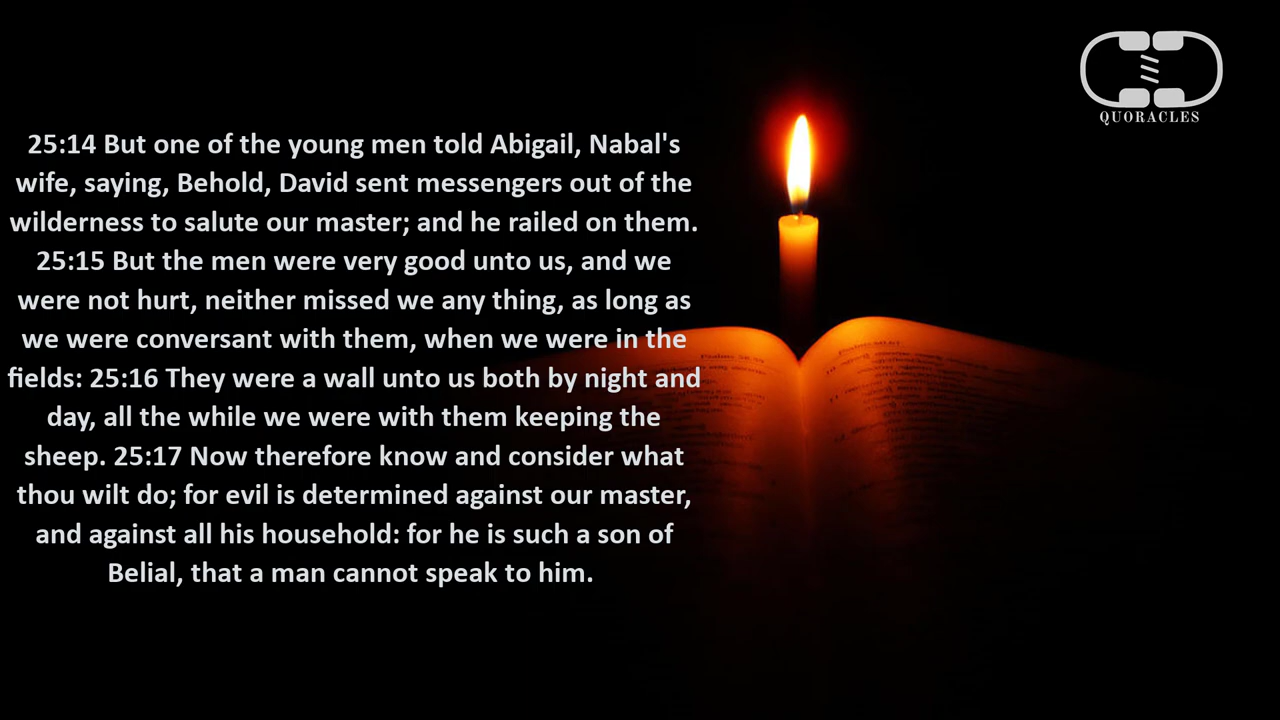 QUORACLES
25:14 But one of the young men told Abigail, Nabal's
wife, saying, Behold, David sent messengers out of the
wilderness to salute our master; and he railed on them.
25:15 But the men were very good unto us, and we
were not hurt, neither missed we any thing, as long as
we were conversant with them, when we were in the
fields: 25:16 They were a wall unto us both by night and
day, all the while we were with them keeping the
sheep. 25:17 Now therefore know and consider what
thou wilt do; for evil is determined against our master,
and against all his household: for he is such a son of
Belial, that a man cannot speak to him.